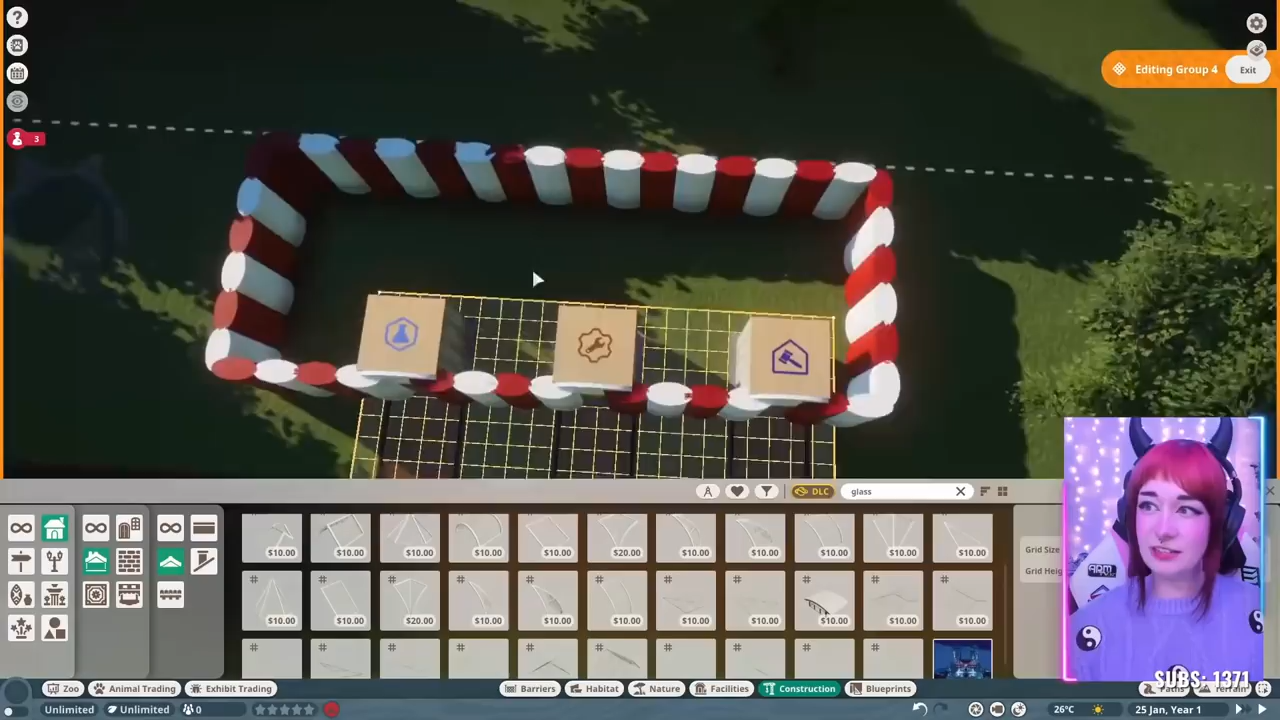 Editing Group 4
Exit
3
DLC
glass
$10.00 $10.00 $10.00 $10.00 $10.00 $20.00 $10.00 $10.00 $10.00 $10.00 $10.00
Grid Size
$10.00 $10.00 $20.00 $10.00 $10.00 $10.00 $10.00 $10.00 $10.00 $10.00 $10.00
SUBS: 1371
Zoo
Animal Trading
Exhibit Trading
Barriers
Habitat
Nature
Facilities
Construction
Blueprints
Unlimited
Unlimited
0
26°C
25 Jan, Year 1